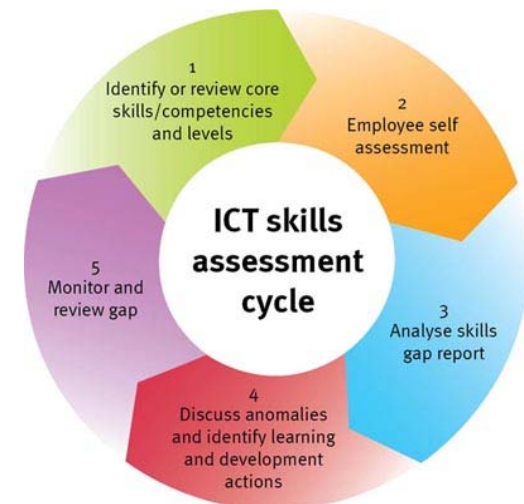 1
Identify or review core
skills/competencies
and levels
2
Employee self
assessment
3
Analyse skills
gap report
4
Discuss anomalies
and identify learning
and development
actions
5
Monitor and
review gap
ICT skills
assessment
cycle